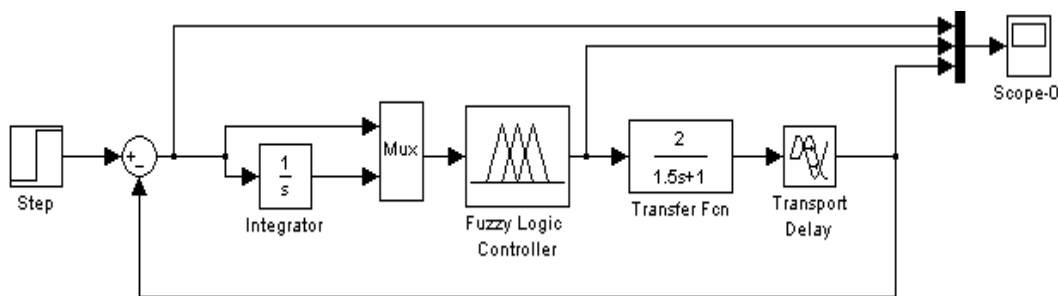 Scope-0
Step
+
−
1
s
Integrator
Mux
Fuzzy Logic
Controller
2
1.5s+1
Transfer Fcn
Transport
Delay